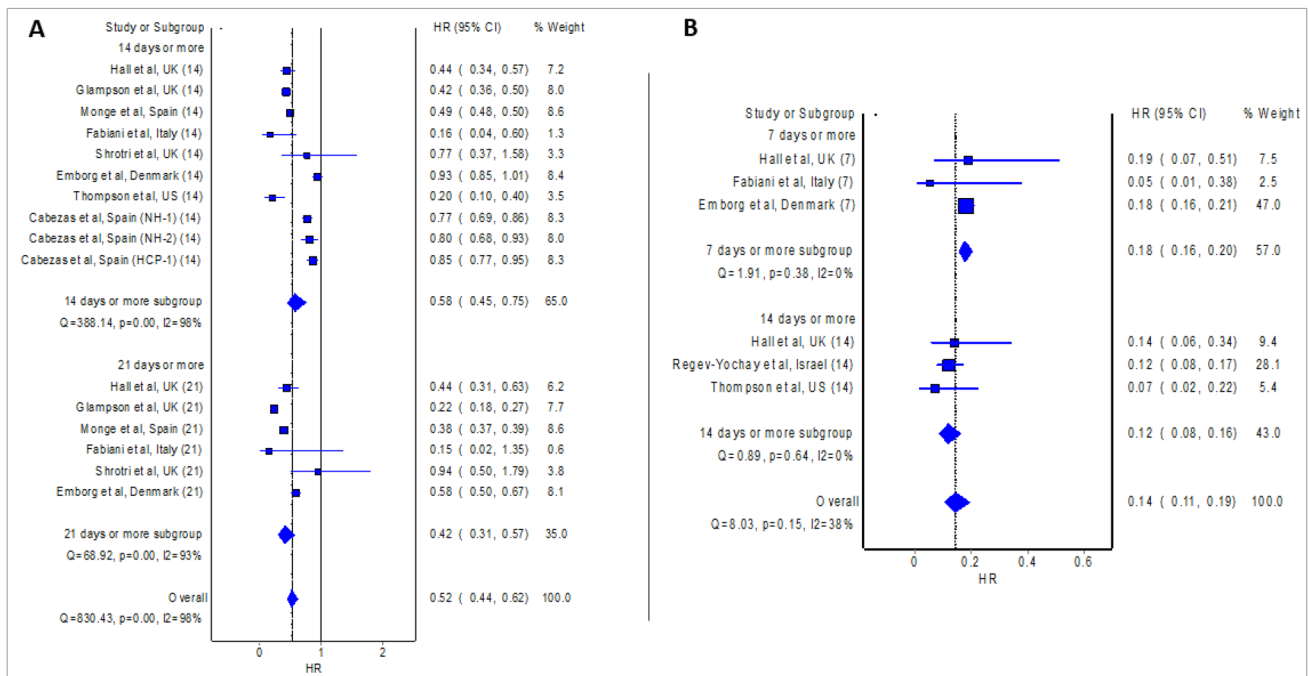 A
Study or Subgroup HR (95% CI) % Weight
14 days or more
Hall et al, UK (14) 0.44 ( 0.34, 0.57) 7.2
Glampson et al, UK (14) 0.42 ( 0.36, 0.50) 8.0
Monge et al, Spain (14) 0.49 ( 0.48, 0.50) 8.6
Fabiani et al, Italy (14) 0.16 ( 0.04, 0.60) 1.3
Shrotri et al, UK (14) 0.77 ( 0.37, 1.58) 3.3
Emborg et al, Denmark (14) 0.93 ( 0.85, 1.01) 8.4
Thompson et al, US (14) 0.20 ( 0.10, 0.40) 3.5
Cabezas et al, Spain (NH-1) (14) 0.77 ( 0.69, 0.86) 8.3
Cabezas et al, Spain (NH-2) (14) 0.80 ( 0.68, 0.93) 8.0
Cabezas et al, Spain (HCP-1) (14) 0.85 ( 0.77, 0.95) 8.3
14 days or more subgroup 0.58 ( 0.45, 0.75) 65.0
Q=388.14, p=0.00, I2=98%
21 days or more
Hall et al, UK (21) 0.44 ( 0.31, 0.63) 6.2
Glampson et al, UK (21) 0.22 ( 0.18, 0.27) 7.7
Monge et al, Spain (21) 0.38 ( 0.37, 0.39) 8.6
Fabiani et al, Italy (21) 0.15 ( 0.02, 1.35) 0.6
Shrotri et al, UK (21) 0.94 ( 0.50, 1.79) 3.8
Emborg et al, Denmark (21) 0.58 ( 0.50, 0.67) 8.1
21 days or more subgroup 0.42 ( 0.31, 0.57) 35.0
Q=68.92, p=0.00, I2=93%
Overall 0.52 ( 0.44, 0.62) 100.0
Q=830.43, p=0.00, I2=98%
0 1 2
HR
B
Study or Subgroup HR (95% CI) % Weight
7 days or more
Hall et al, UK (7) 0.19 ( 0.07, 0.51) 7.5
Fabiani et al, Italy (7) 0.05 ( 0.01, 0.38) 2.5
Emborg et al, Denmark (7) 0.18 ( 0.16, 0.21) 47.0
7 days or more subgroup 0.18 ( 0.16, 0.20) 57.0
Q=1.91, p=0.38, I2=0%
14 days or more
Hall et al, UK (14) 0.14 ( 0.06, 0.34) 9.4
Regev-Yochay et al, Israel (14) 0.12 ( 0.08, 0.17) 28.1
Thompson et al, US (14) 0.07 ( 0.02, 0.22) 5.4
14 days or more subgroup 0.12 ( 0.08, 0.16) 43.0
Q=0.89, p=0.64, I2=0%
Overall 0.14 ( 0.11, 0.19) 100.0
Q=8.03, p=0.15, I2=38%
0 0.2 0.4 0.6
HR